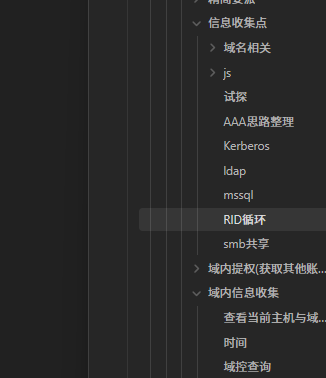 信息收集点
域名相关
js
试探
AAA思路整理
Kerberos
ldap
mssql
RID循环
smb共享
域内提权(获取其他账...
域内信息收集
查看当前主机与域...
时间
域控查询